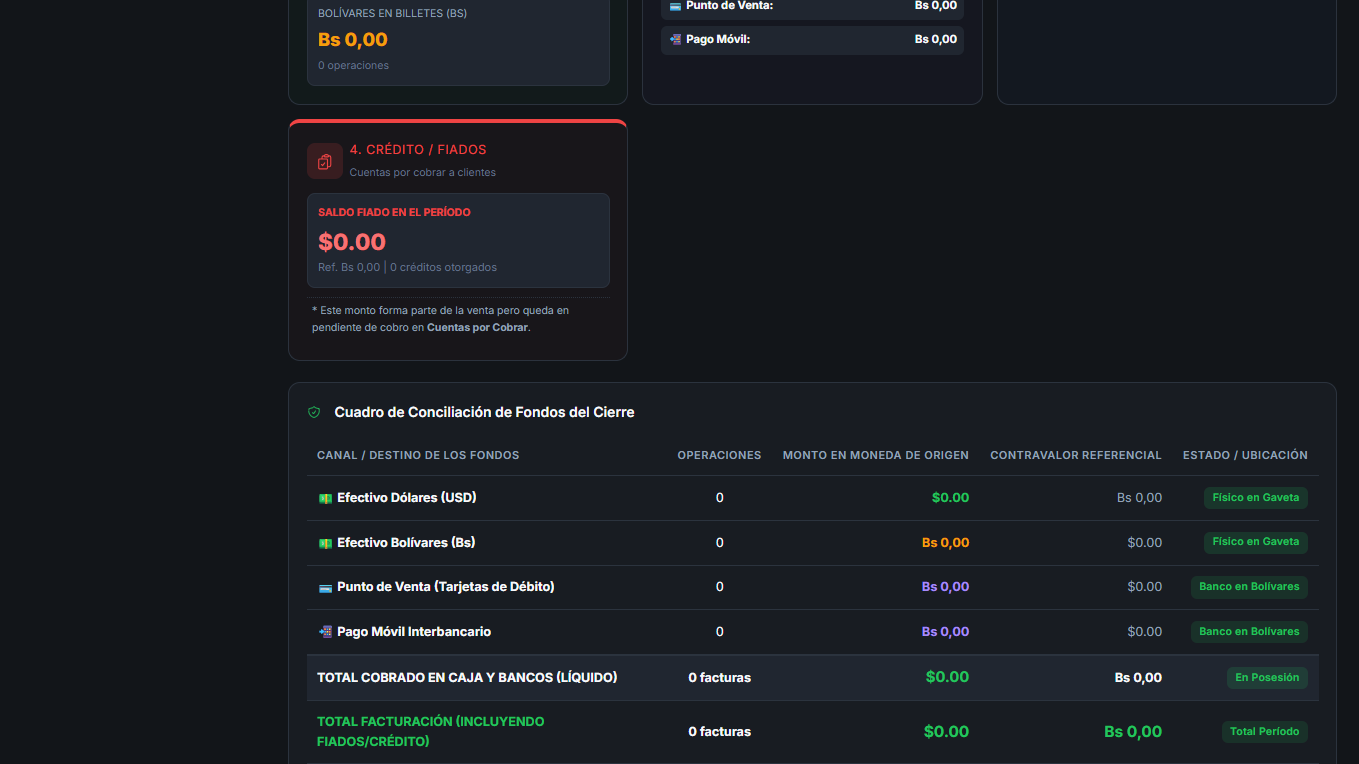 BOLÍVARES EN BILLETES (BS)
Bs 0,00
0 operaciones
Punto de Venta: Bs 0,00
Pago Móvil: Bs 0,00
4. CRÉDITO / FIADOS
Cuentas por cobrar a clientes
SALDO FIADO EN EL PERÍODO
$0.00
Ref. Bs 0,00 | 0 créditos otorgados
* Este monto forma parte de la venta pero queda en
pendiente de cobro en Cuentas por Cobrar.
Cuadro de Conciliación de Fondos del Cierre
CANAL / DESTINO DE LOS FONDOS OPERACIONES MONTO EN MONEDA DE ORIGEN CONTRAVALOR REFERENCIAL ESTADO / UBICACIÓN
Efectivo Dólares (USD) 0 $0.00 Bs 0,00 Físico en Gaveta
Efectivo Bolívares (Bs) 0 Bs 0,00 $0.00 Físico en Gaveta
Punto de Venta (Tarjetas de Débito) 0 Bs 0,00 $0.00 Banco en Bolívares
Pago Móvil Interbancario 0 Bs 0,00 $0.00 Banco en Bolívares
TOTAL COBRADO EN CAJA Y BANCOS (LÍQUIDO) 0 facturas $0.00 Bs 0,00 En Posesión
TOTAL FACTURACIÓN (INCLUYENDO
FIADOS/CRÉDITO) 0 facturas $0.00 Bs 0,00 Total Período